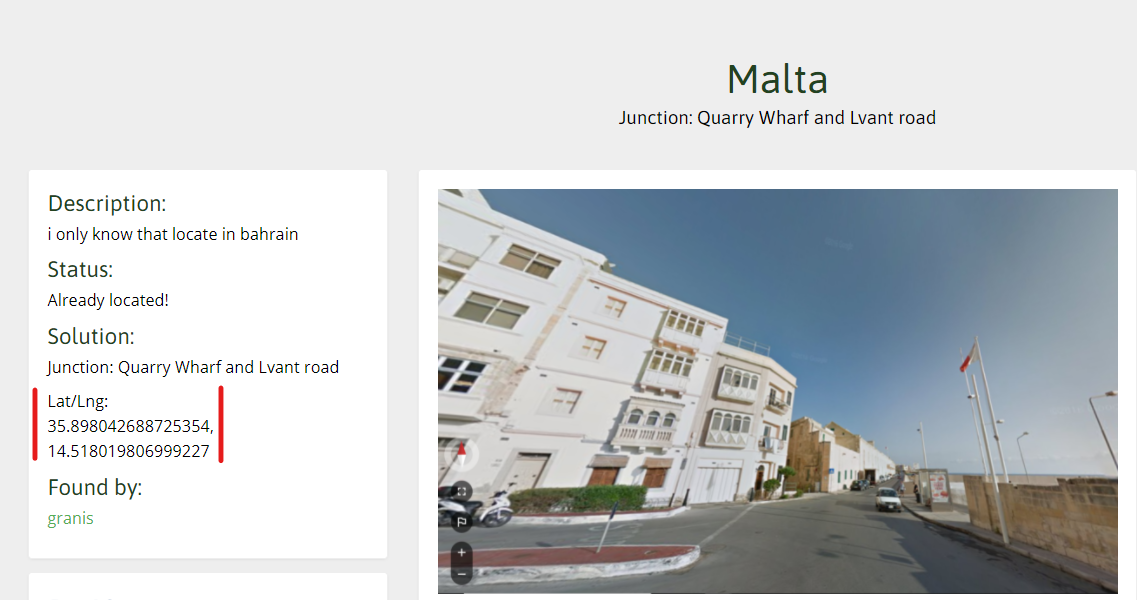 Malta
Junction: Quarry Wharf and Lvant road
Description:
i only know that locate in bahrain
Status:
Already located!
Solution:
Junction: Quarry Wharf and Lvant road
Lat/Lng:
35.898042688725354,
14.518019806999227
Found by:
granis